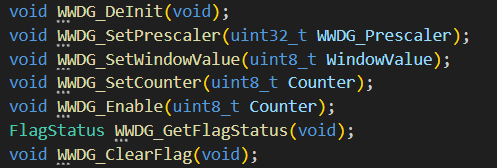 void WWDG_DeInit(void);
void WWDG_SetPrescaler(uint32_t WWDG_Prescaler);
void WWDG_SetWindowValue(uint8_t WindowValue);
void WWDG_SetCounter(uint8_t Counter);
void WWDG_Enable(uint8_t Counter);
FlagStatus WWDG_GetFlagStatus(void);
void WWDG_ClearFlag(void);